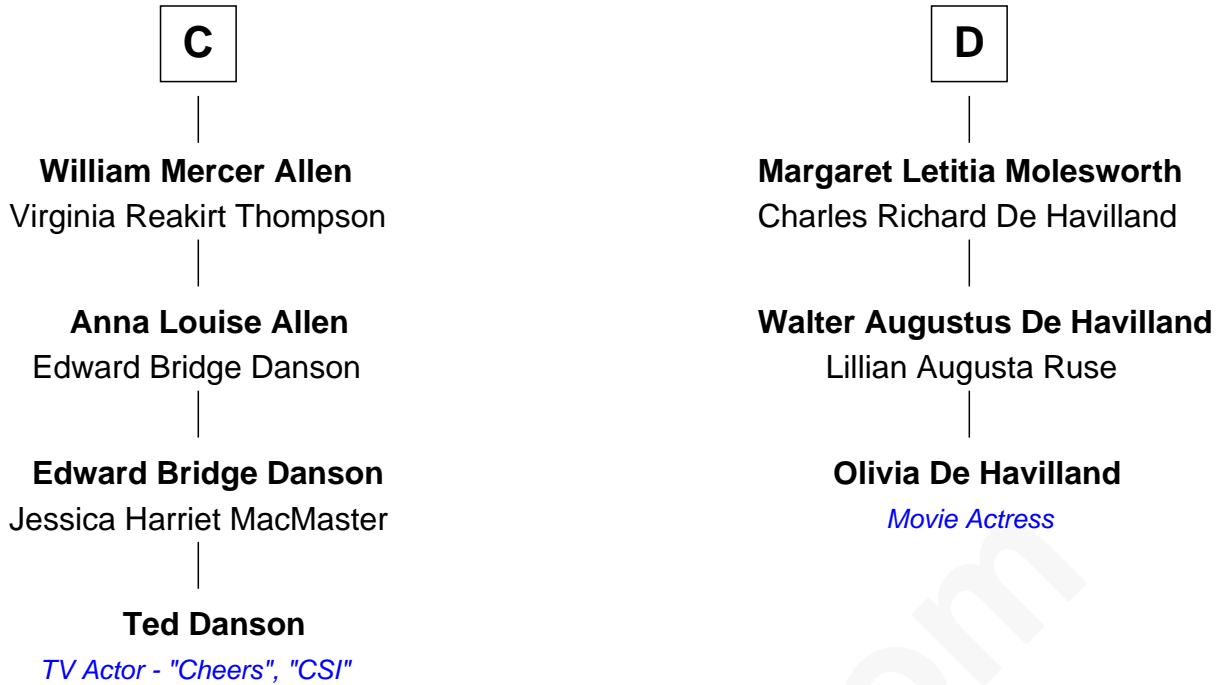 C
William Mercer Allen
Virginia Reakirt Thompson
Anna Louise Allen
Edward Bridge Danson
Edward Bridge Danson
Jessica Harriet MacMaster
Ted Danson
TV Actor - "Cheers", "CSI"
D
Margaret Letitia Molesworth
Charles Richard De Havilland
Walter Augustus De Havilland
Lillian Augusta Ruse
Olivia De Havilland
Movie Actress
om